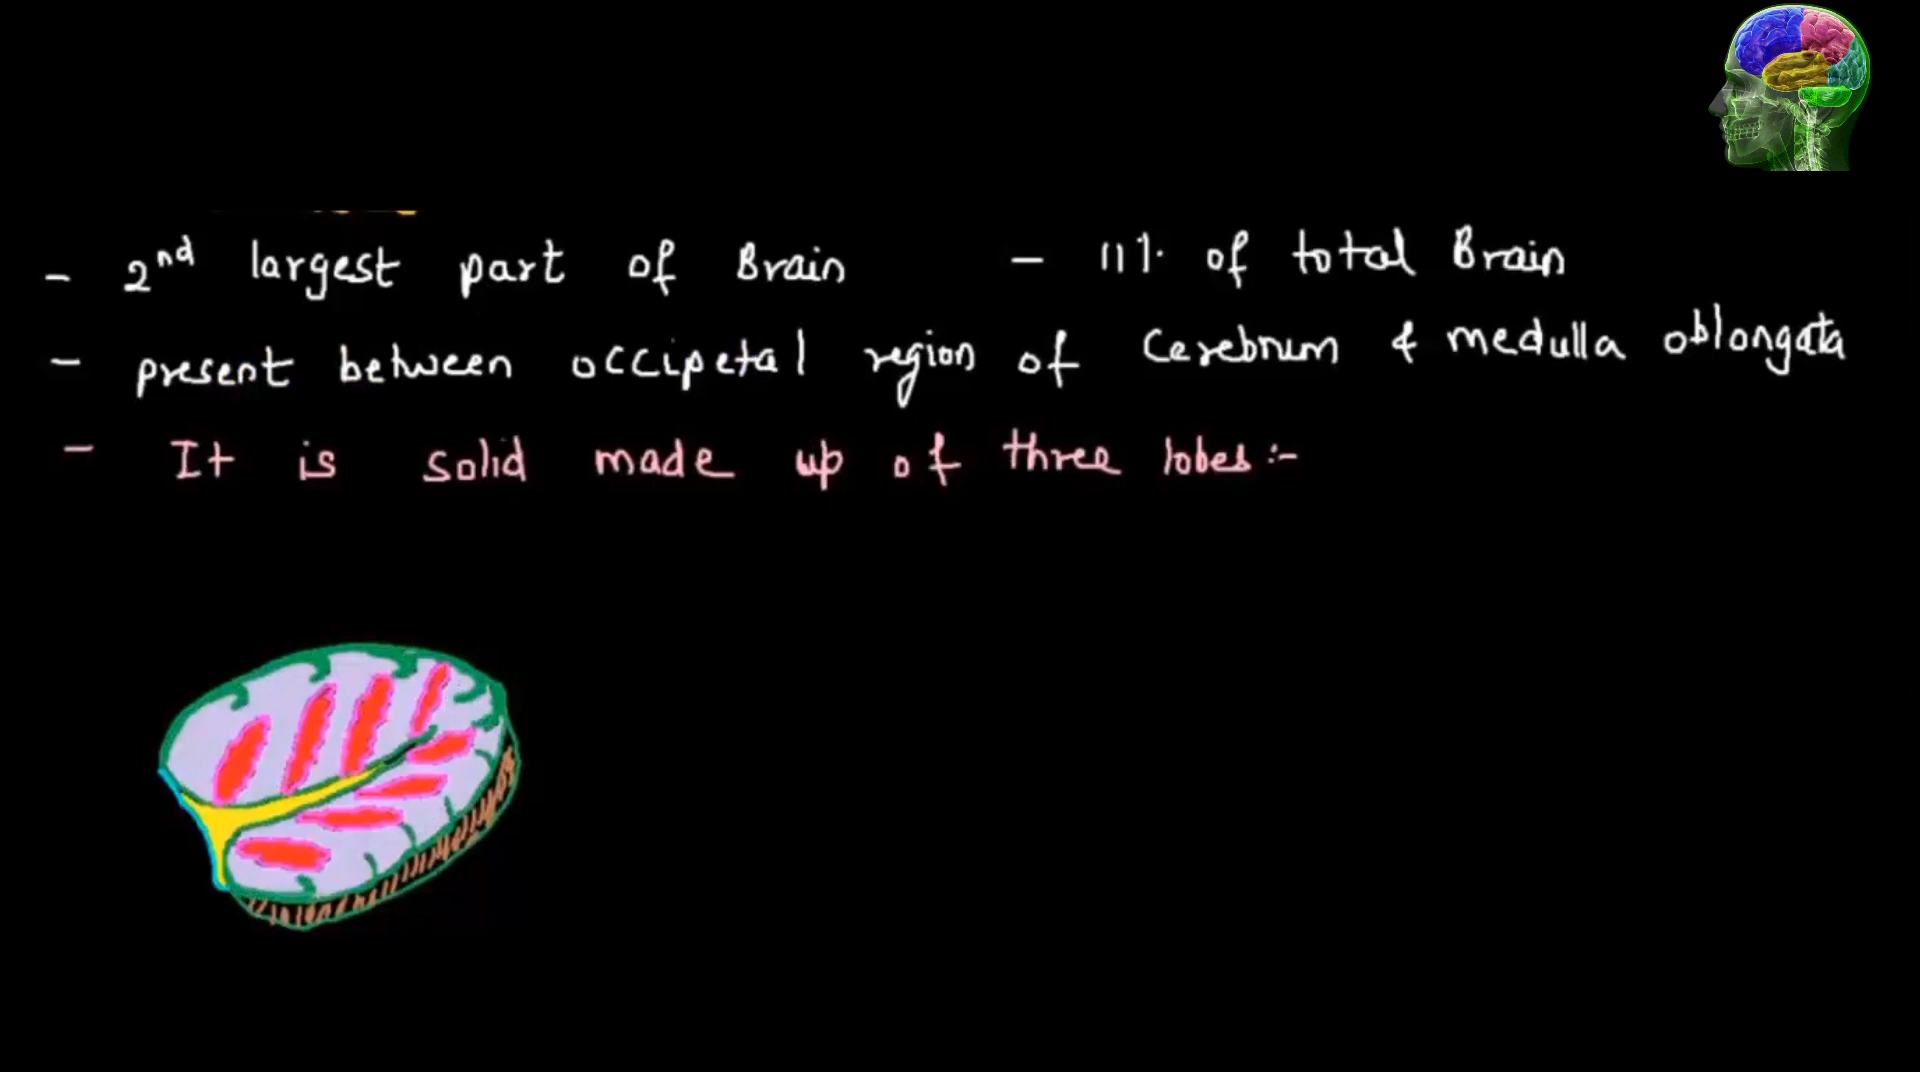 - 2nd largest part of Brain - 11% of total Brain
- present between occipetal region of Cerebrum & medulla oblongata
- It is solid made up of three lobes :-